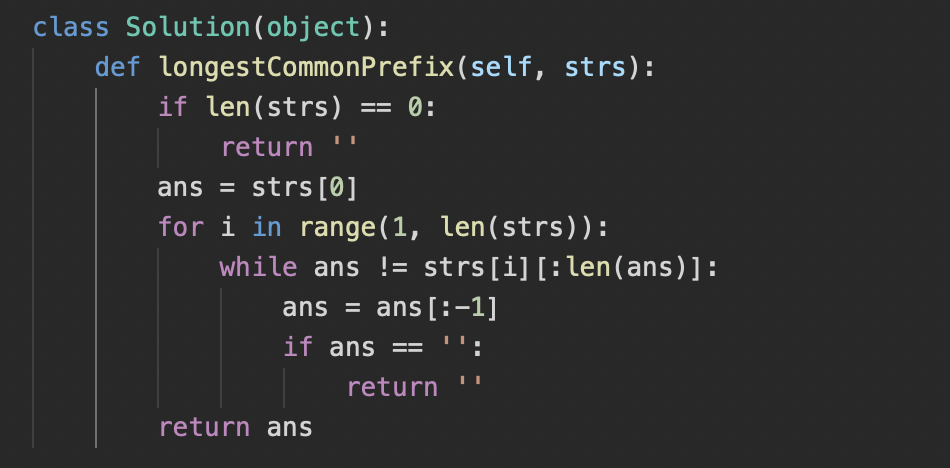 class Solution(object):
    def longestCommonPrefix(self, strs):
        if len(strs) == 0:
            return ''
        ans = strs[0]
        for i in range(1, len(strs)):
            while ans != strs[i][:len(ans)]:
                ans = ans[:-1]
                if ans == '':
                    return ''
        return ans